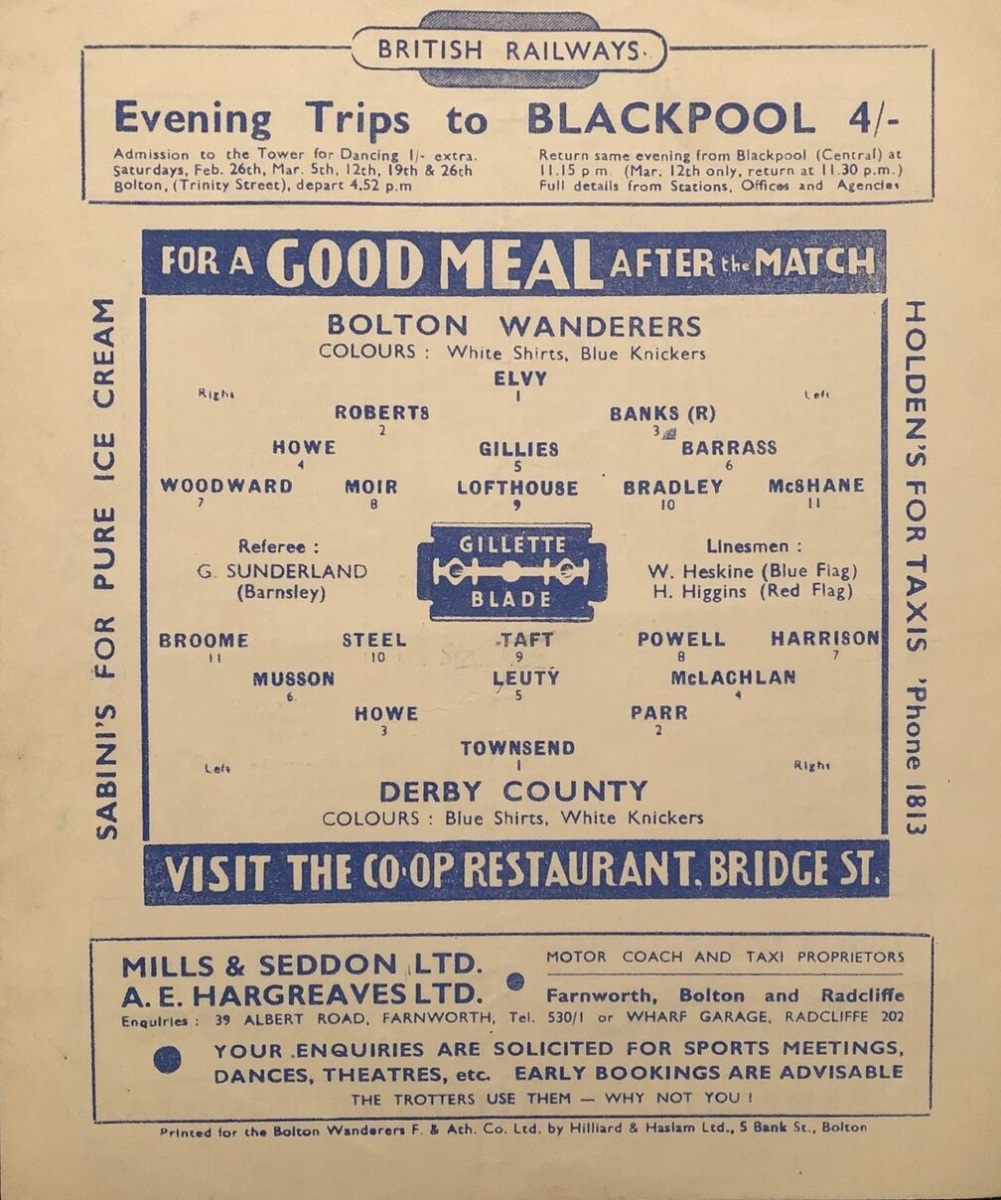 BRITISH RAILWAYS.
Evening Trips to BLACKPOOL 4/-
Admission to the Tower for Dancing 1/- extra.
Saturdays, Feb. 26th, Mar. 5th, 12th, 19th & 26th
Bolton, (Trinity Street), depart 4.52 p.m
Return same evening from Blackpool (Central) at
11.15 p m. (Mar. 12th only, return at 11.30 p.m.)
Full details from Stations, Offices and Agencies
FOR A GOOD MEAL AFTER the MATCH
SABINI'S FOR PURE ICE CREAM
BOLTON WANDERERS
COLOURS : White Shirts, Blue Knickers
ELVY
1
Right
Left
ROBERTS BANKS (R)
2 3
HOWE GILLIES BARRASS
4 5 6
WOODWARD MOIR LOFTHOUSE BRADLEY McSHANE
7 8 9 10 11
Referee :
G. SUNDERLAND
(Barnsley)
GILLETTE
BLADE
Linesmen :
W. Heskine (Blue Flag)
H. Higgins (Red Flag)
BROOME STEEL TAFT POWELL HARRISON
11 10 9 8 7
MUSSON LEUTY McLACHLAN
6 5 4
HOWE PARR
3 2
TOWNSEND
1
Left
Right
DERBY COUNTY
COLOURS : Blue Shirts, White Knickers
HOLDEN'S FOR TAXIS 'Phone 1813
VISIT THE CO-OP RESTAURANT. BRIDGE ST.
MILLS & SEDDON LTD.
A. E. HARGREAVES LTD.
MOTOR COACH AND TAXI PROPRIETORS
Farnworth, Bolton and Radcliffe
Enquiries : 39 ALBERT ROAD, FARNWORTH, Tel. 530/1 or WHARF GARAGE, RADCLIFFE 202
YOUR ENQUIRIES ARE SOLICITED FOR SPORTS MEETINGS,
DANCES, THEATRES, etc. EARLY BOOKINGS ARE ADVISABLE
THE TROTTERS USE THEM — WHY NOT YOU !
Printed for the Bolton Wanderers F. & Ath. Co. Ltd. by Hilliard & Haslam Ltd., 5 Bank St., Bolton